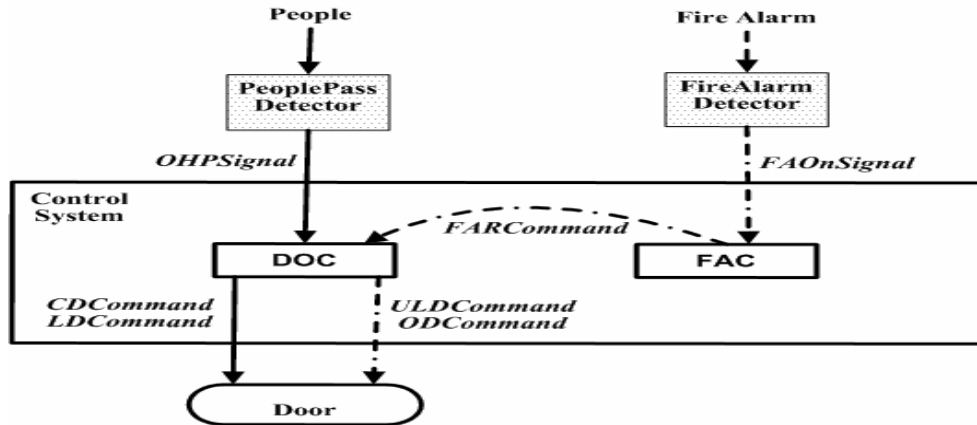 People
Fire Alarm
PeoplePass
Detector
FireAlarm
Detector
OHPSignal
FAOnSignal
Control
System
FARCommand
DOC
FAC
CDCommand
LDCommand
ULDCommand
ODCommand
Door